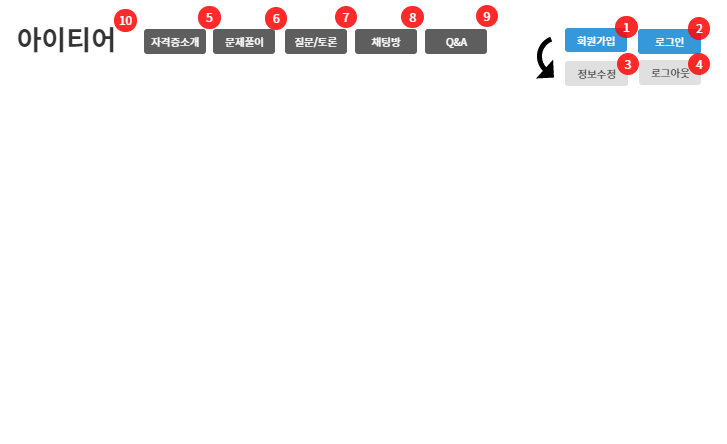 아이티어 10
자격증소개 5
문제풀이 6
질문/토론 7
채팅방 8
Q&A 9
회원가입 1
로그인 2
정보수정 3
로그아웃 4